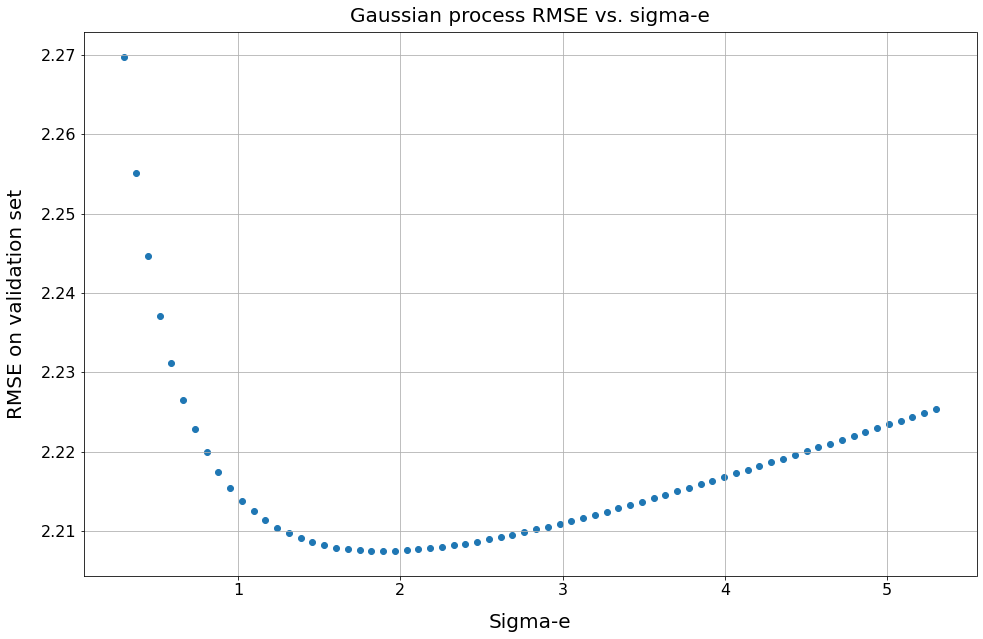 Gaussian process RMSE vs. sigma-e
2.27
2.26
2.25
2.24
2.23
2.22
2.21
RMSE on validation set
1 2 3 4 5
Sigma-e